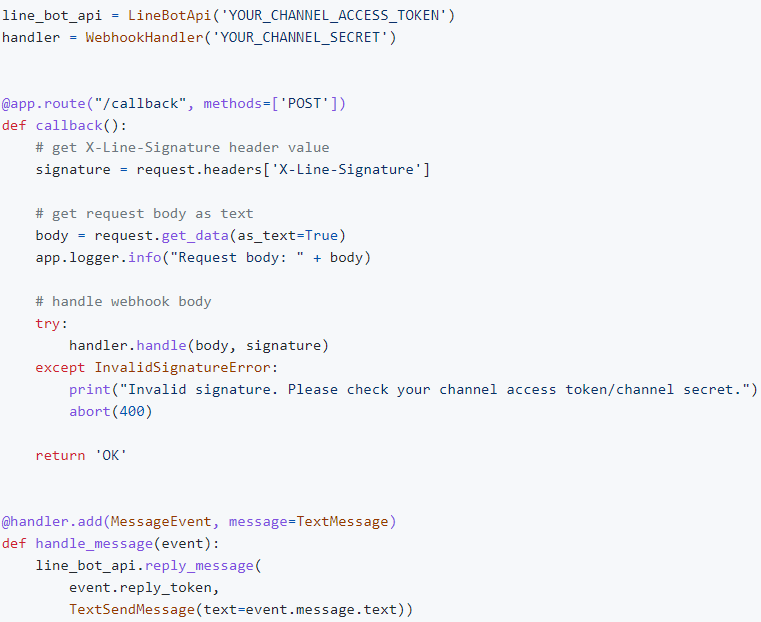 line_bot_api = LineBotApi('YOUR_CHANNEL_ACCESS_TOKEN')
handler = WebhookHandler('YOUR_CHANNEL_SECRET')


@app.route("/callback", methods=['POST'])
def callback():
    # get X-Line-Signature header value
    signature = request.headers['X-Line-Signature']

    # get request body as text
    body = request.get_data(as_text=True)
    app.logger.info("Request body: " + body)

    # handle webhook body
    try:
        handler.handle(body, signature)
    except InvalidSignatureError:
        print("Invalid signature. Please check your channel access token/channel secret.")
        abort(400)

    return 'OK'


@handler.add(MessageEvent, message=TextMessage)
def handle_message(event):
    line_bot_api.reply_message(
        event.reply_token,
        TextSendMessage(text=event.message.text))